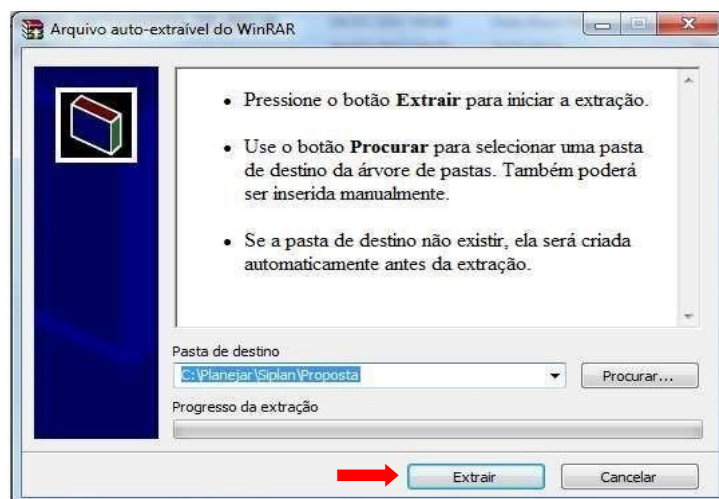 Arquivo auto-extraível do WinRAR
• Pressione o botão Extrair para iniciar a extração.
• Use o botão Procurar para selecionar uma pasta
de destino da árvore de pastas. Também poderá
ser inserida manualmente.
• Se a pasta de destino não existir, ela será criada
automaticamente antes da extração.
Pasta de destino
C:\Planejar\Siplan\Proposta
Procurar...
Progresso da extração
Extrair
Cancelar